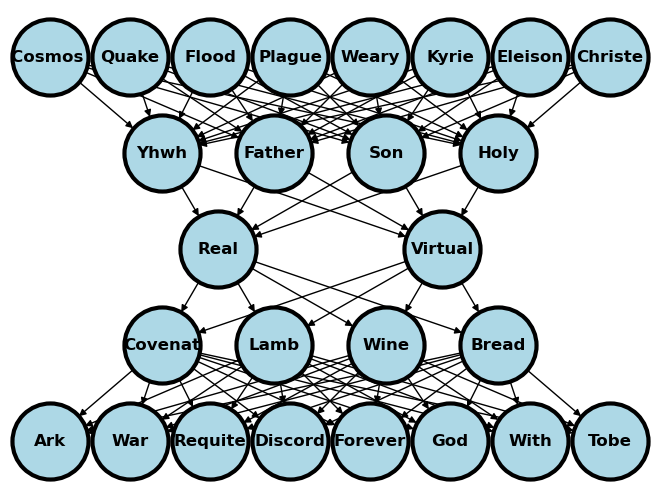 Cosmos Quake Flood Plague Weary Kyrie Eleison Christe
Yhwh Father Son Holy
Real Virtual
Covenat Lamb Wine Bread
Ark War Requite Discord Forever God With Tobe